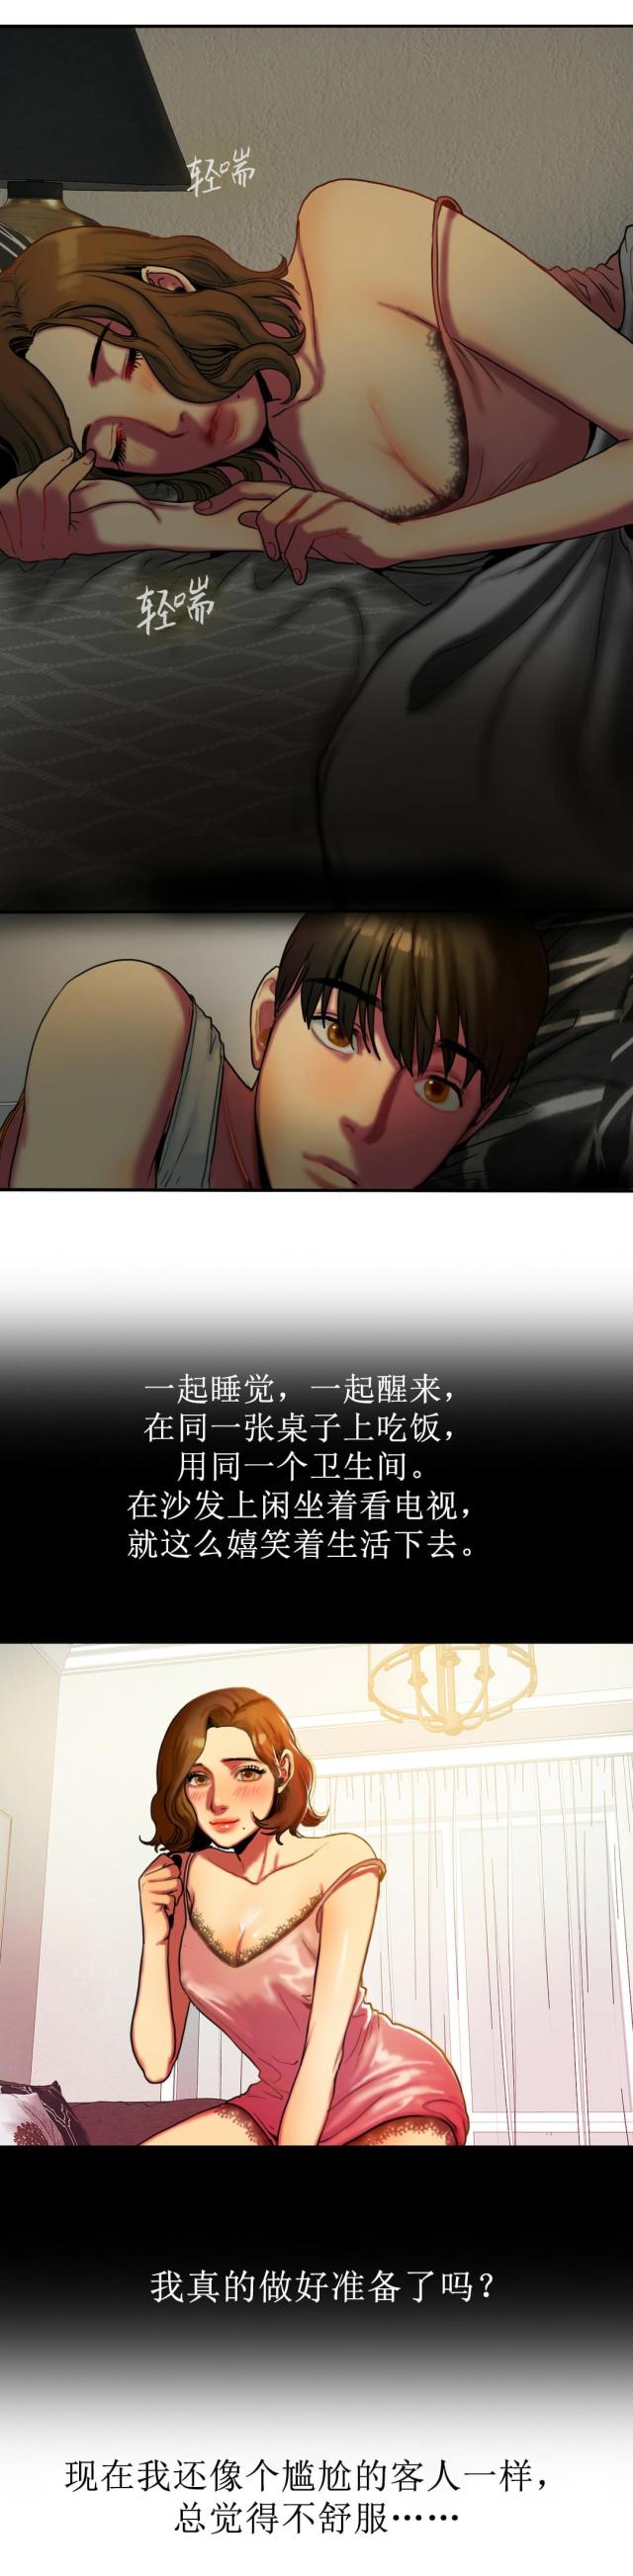 轻喘
轻喘
一起睡觉，一起醒来，
在同一张桌子上吃饭，
用同一个卫生间。
在沙发上闲坐着看电视，
就这么嬉笑着生活下去。
我真的做好准备了吗？
现在我还像个尴尬的客人一样，
总觉得不舒服……